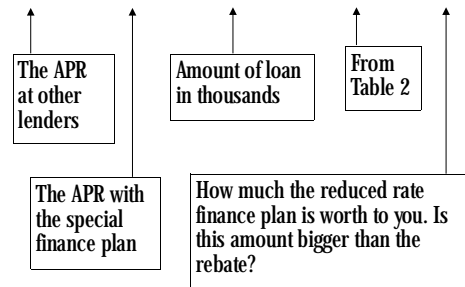 The APR
at other
lenders
Amount of loan
in thousands
From
Table 2
The APR with
the special
finance plan
How much the reduced rate
finance plan is worth to you. Is
this amount bigger than the
rebate?